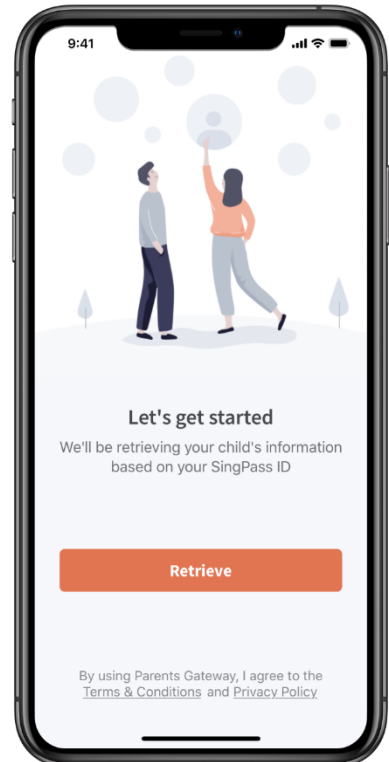 9:41
Let's get started
We'll be retrieving your child's information
based on your SingPass ID
Retrieve
By using Parents Gateway, I agree to the
Terms & Conditions and Privacy Policy